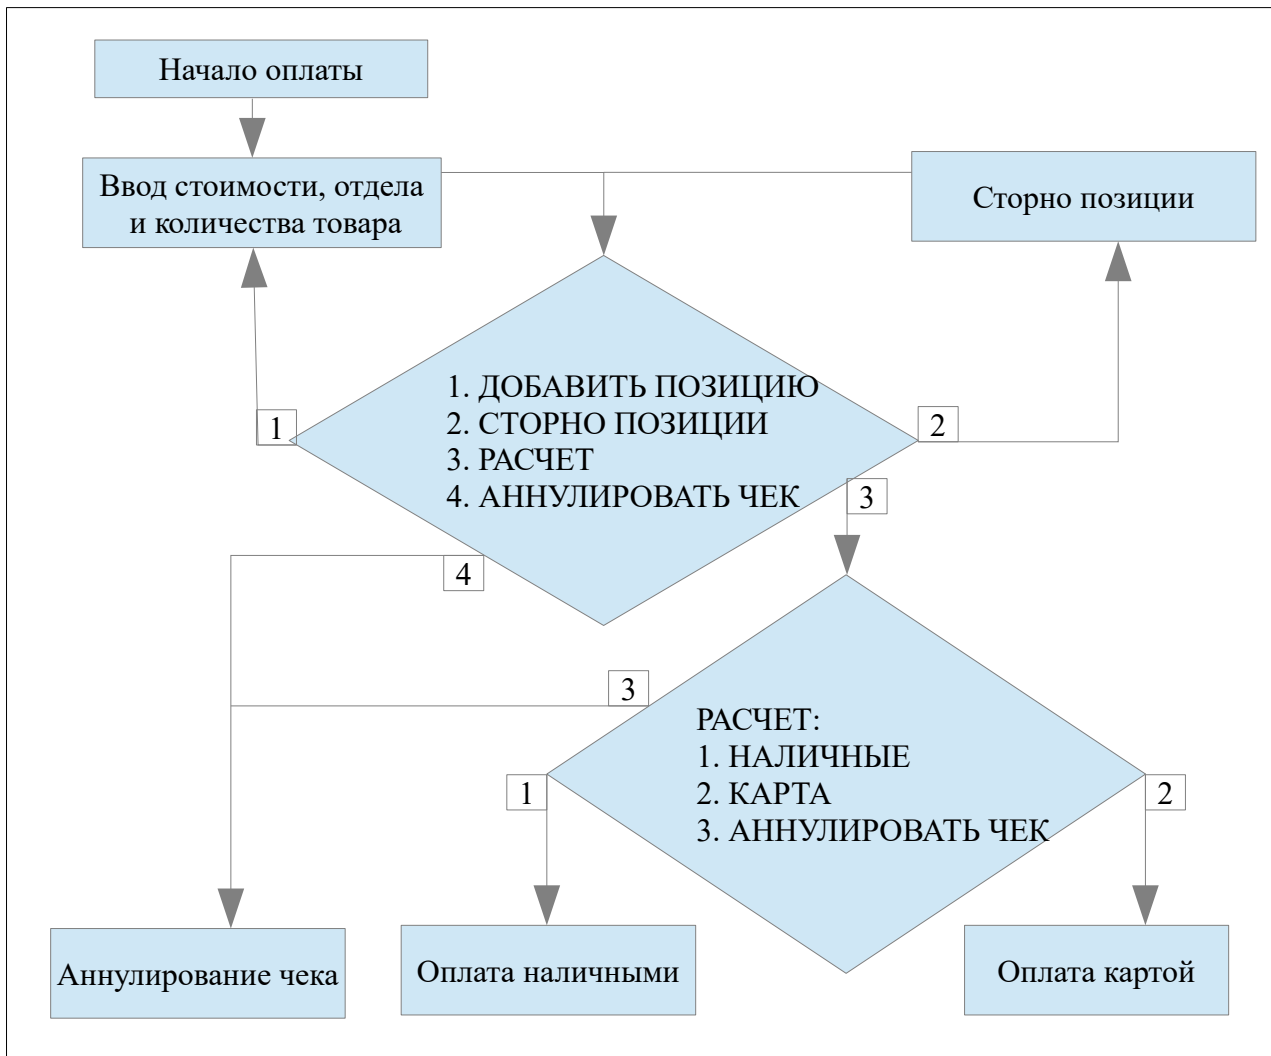 Начало оплаты
Ввод стоимости, отдела
и количества товара
Сторно позиции
1. ДОБАВИТЬ ПОЗИЦИЮ
2. СТОРНО ПОЗИЦИИ
3. РАСЧЕТ
4. АННУЛИРОВАТЬ ЧЕК
1
2
3
4
3
РАСЧЕТ:
1. НАЛИЧНЫЕ
2. КАРТА
3. АННУЛИРОВАТЬ ЧЕК
1
2
Аннулирование чека
Оплата наличными
Оплата картой